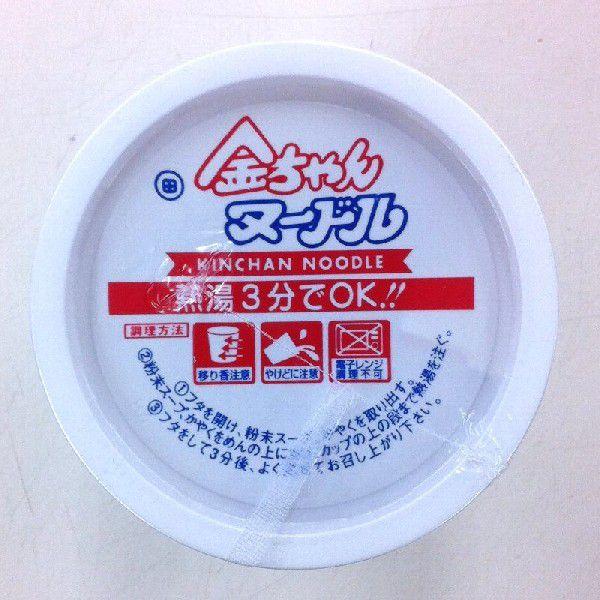 金ちゃん
田
ヌードル
KINCHAN NOODLE
熱湯3分でOK.!!
調理方法
移り香注意
やけどに注意
電子レンジ
調理不可
①フタを開け、粉末スープ かやくを取り出す。
②粉末スープかやくをめんの上に カップの上の段まで熱湯を注ぐ。
③フタをして3分後、よく てお召し上がり下さい。